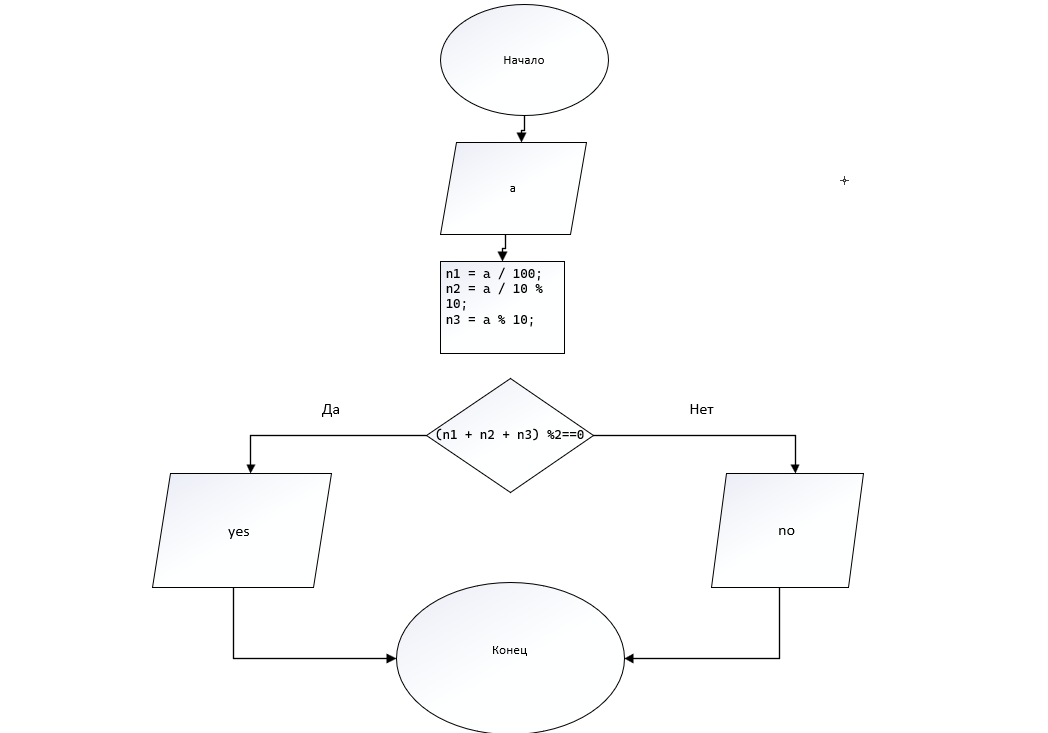 Начало
a
n1 = a / 100;
n2 = a / 10 %
10;
n3 = a % 10;
Да
Нет
(n1 + n2 + n3) %2==0
yes
no
Конец